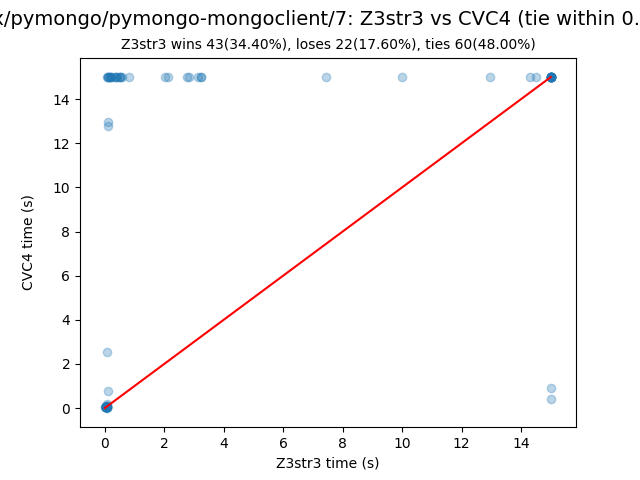 x/pymongo/pymongo-mongoclient/7: Z3str3 vs CVC4 (tie within 0.
Z3str3 wins 43(34.40%), loses 22(17.60%), ties 60(48.00%)
14
12
10
8
6
4
2
0
CVC4 time (s)
0 2 4 6 8 10 12 14
Z3str3 time (s)